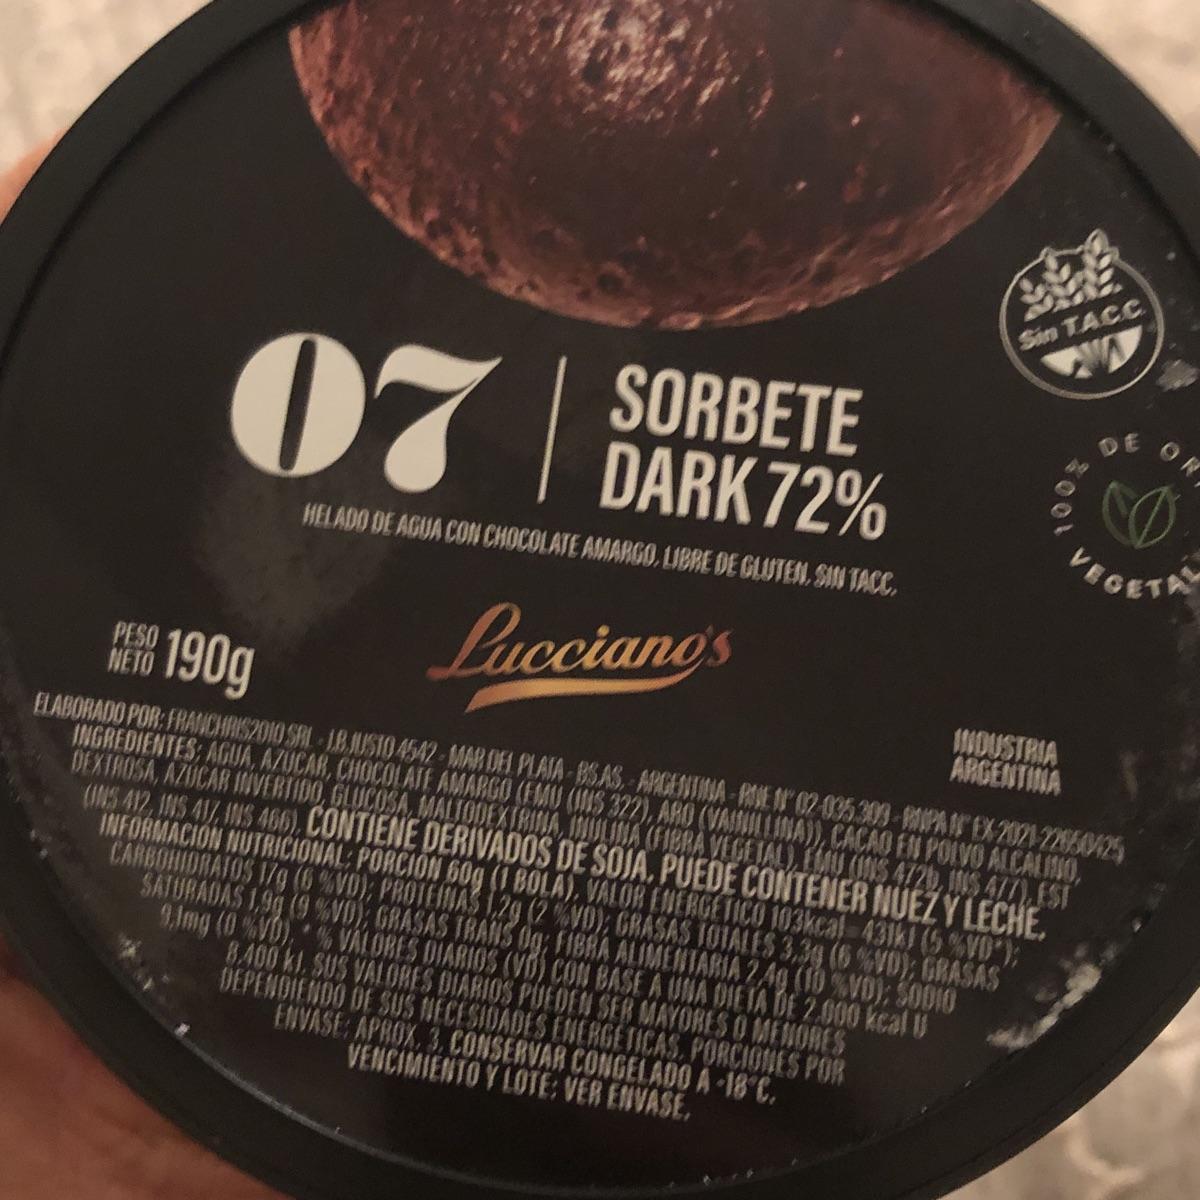 07
SORBETE
DARK 72%
HELADO DE AGUA CON CHOCOLATE AMARGO, LIBRE DE GLUTEN, SIN TACC.
Sin T.A.C.C.
100% DE
VEGETAL
PESO
NETO 190g
Lucciano's
INDUSTRIA
ARGENTINA
ELABORADO POR: FRANCHRIS2010 SRL - J.B.JUSTO 4542 - MAR DEL PLATA - BS.AS. - ARGENTINA - RNE N° 02-035.309 - RNPA N° EX-2021-22650425
INGREDIENTES: AGUA, AZUCAR, CHOCOLATE AMARGO (EMU (INS 322), ARO (VAINILLINA)), CACAO EN POLVO ALCALINO,
DEXTROSA, AZUCAR INVERTIDO, GLUCOSA, MALTODEXTRINA, INULINA (FIBRA VEGETAL), EMU (INS 472b, INS 477), EST
(INS 412, INS 417, INS 466). CONTIENE DERIVADOS DE SOJA. PUEDE CONTENER NUEZ Y LECHE.
INFORMACIÓN NUTRICIONAL: PORCIÓN 60g (1 BOLA), VALOR ENERGÉTICO 103kcal - 431kJ (5 %VD*);
CARBOHIDRATOS 17g (6 %VD); PROTEÍNAS 1,2g (2 %VD); GRASAS TOTALES 3,3g (6 %VD); GRASAS
SATURADAS 1,9g (9 %VD); GRASAS TRANS 0g; FIBRA ALIMENTARIA 2,4g (10 %VD); SODIO
9,1mg (0 %VD). * % VALORES DIARIOS (VD) CON BASE A UNA DIETA DE 2.000 kcal U
8.400 kJ. SUS VALORES DIARIOS PUEDEN SER MAYORES O MENORES
DEPENDIENDO DE SUS NECESIDADES ENERGÉTICAS. PORCIONES POR
ENVASE: APROX. 3. CONSERVAR CONGELADO A -18°C.
VENCIMIENTO Y LOTE: VER ENVASE.